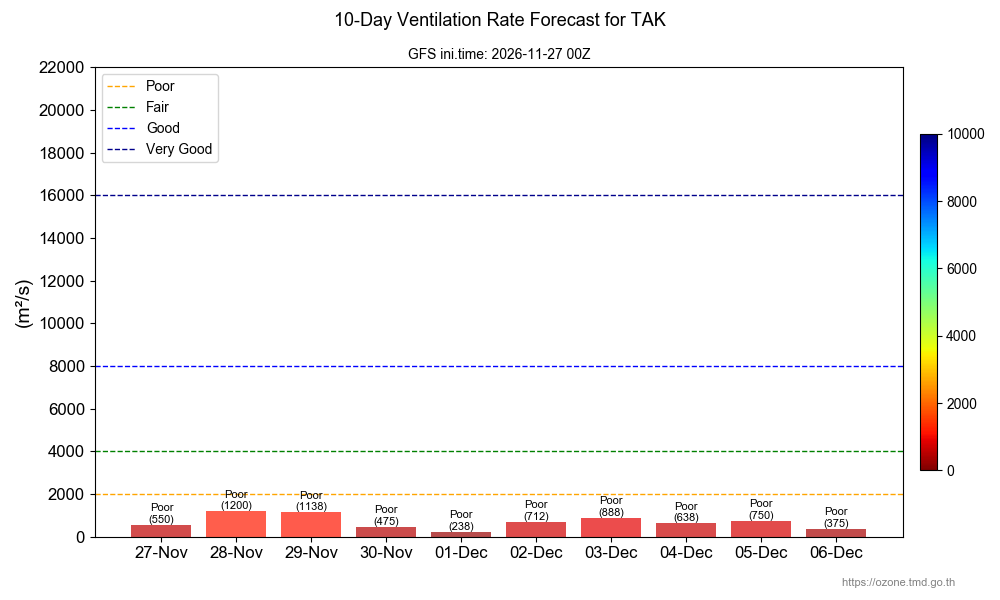 10-Day Ventilation Rate Forecast for TAK
GFS ini.time: 2026-11-27 00Z
22000
20000
18000
16000
14000
12000
10000
8000
6000
4000
2000
0
(m²/s)
Poor
Fair
Good
Very Good
Poor
(550)
Poor
(1200)
Poor
(1138)
Poor
(475)
Poor
(238)
Poor
(712)
Poor
(888)
Poor
(638)
Poor
(750)
Poor
(375)
27-Nov 28-Nov 29-Nov 30-Nov 01-Dec 02-Dec 03-Dec 04-Dec 05-Dec 06-Dec
10000
8000
6000
4000
2000
0
https://ozone.tmd.go.th